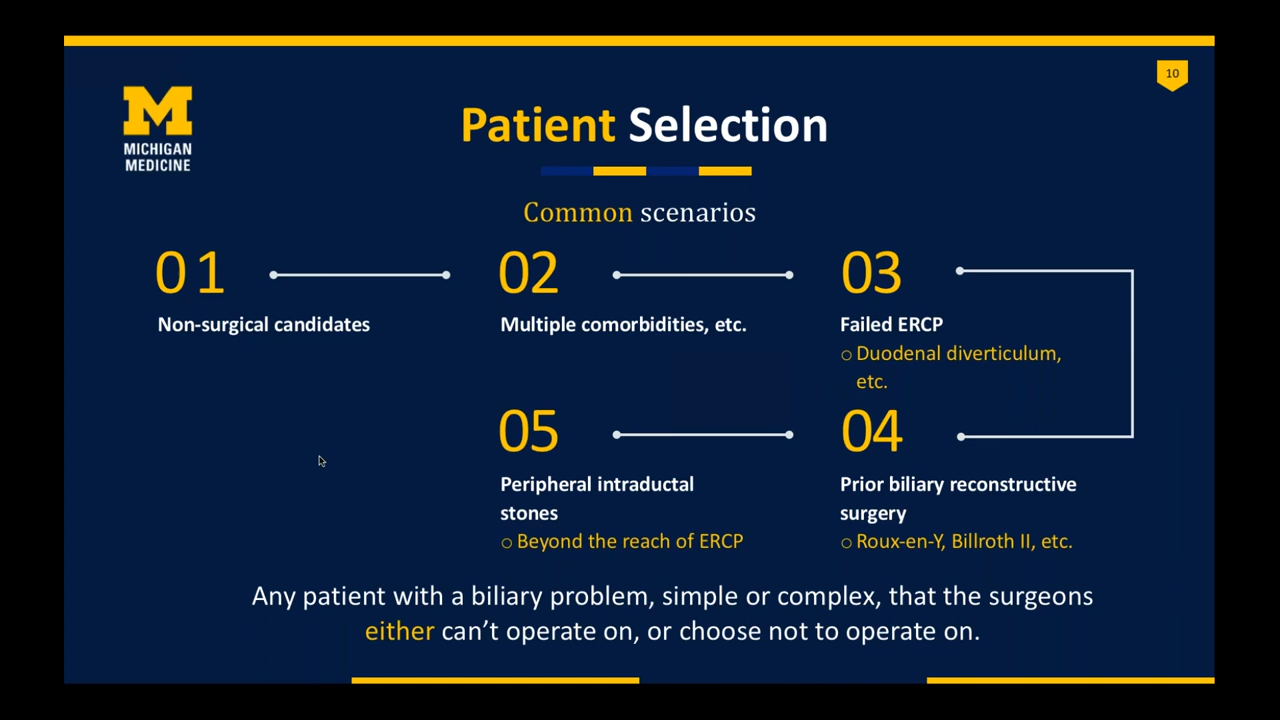 10
M
MICHIGAN
MEDICINE
Patient Selection
Common scenarios
01
Non-surgical candidates
02
Multiple comorbidities, etc.
03
Failed ERCP
○ Duodenal diverticulum,
etc.
04
Prior biliary reconstructive
surgery
○ Roux-en-Y, Billroth II, etc.
05
Peripheral intraductal
stones
○ Beyond the reach of ERCP
Any patient with a biliary problem, simple or complex, that the surgeons
either can’t operate on, or choose not to operate on.